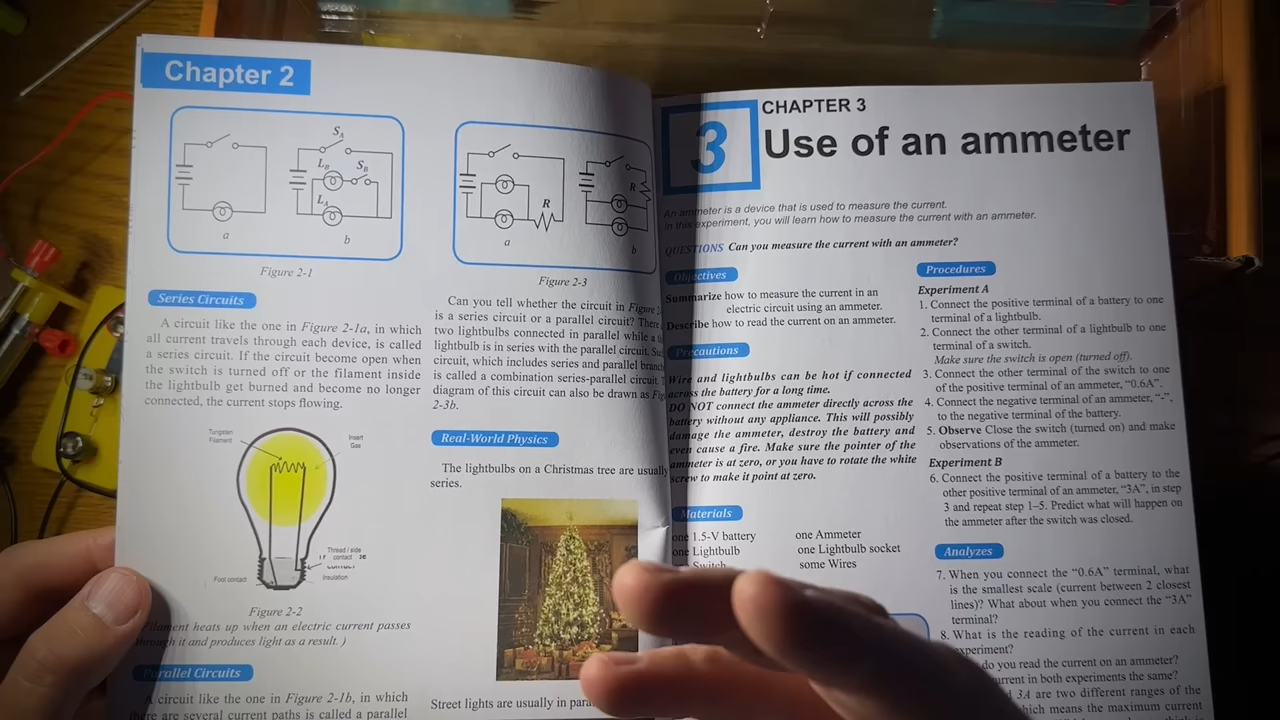 Chapter 2
S_A
L_B
S_B
L_A
a
b
Figure 2-1
R
R
a
b
Figure 2-3
Series Circuits
A circuit like the one in Figure 2-1a, in which
all current travels through each device, is called
a series circuit. If the circuit become open when
the switch is turned off or the filament inside
the lightbulb get burned and become no longer
connected, the current stops flowing.
Tungsten
Filament
Insert
Gas
Thread / side
contact
Foot contact
Insulation
Figure 2-2
Filament heats up when an electric current passes
through it and produces light as a result. )
Parallel Circuits
A circuit like the one in Figure 2-1b, in which
there are several current paths is called a parallel
Can you tell whether the circuit in Figure
is a series circuit or a parallel circuit? There
two lightbulbs connected in parallel while a
lightbulb is in series with the parallel circuit.
circuit, which includes series and parallel
is called a combination series-parallel circuit.
diagram of this circuit can also be drawn as
2-3b.
Real-World Physics
The lightbulbs on a Christmas tree are usually
series.
Street lights are usually in
3
CHAPTER 3
Use of an ammeter
An ammeter is a device that is used to measure the current.
In this experiment, you will learn how to measure the current with an ammeter.
QUESTIONS Can you measure the current with an ammeter?
Objectives
Summarize how to measure the current in an
electric circuit using an ammeter.
Describe how to read the current on an ammeter.
Precautions
Wire and lightbulbs can be hot if connected
across the battery for a long time.
DO NOT connect the ammeter directly across the
battery without any appliance. This will possibly
damage the ammeter, destroy the battery and
even cause a fire. Make sure the pointer of the
ammeter is at zero, or you have to rotate the white
screw to make it point at zero.
Materials
one 1.5-V battery
one Lightbulb
Switch
one Ammeter
one Lightbulb socket
some Wires
Procedures
Experiment A
1. Connect the positive terminal of a battery to one
terminal of a lightbulb.
2. Connect the other terminal of a lightbulb to one
terminal of a switch.
Make sure the switch is open (turned off).
3. Connect the other terminal of the switch to one
of the positive terminal of an ammeter, “0.6A”.
4. Connect the negative terminal of an ammeter, “-”,
to the negative terminal of the battery.
5. Observe Close the switch (turned on) and make
observations of the ammeter.
Experiment B
6. Connect the positive terminal of a battery to the
other positive terminal of an ammeter, “3A”, in step
3 and repeat step 1–5. Predict what will happen on
the ammeter after the switch was closed.
Analyzes
7. When you connect the “0.6A” terminal, what
is the smallest scale (current between 2 closest
lines)? What about when you connect the “3A”
terminal?
8. What is the reading of the current in each
experiment?
do you read the current on an ammeter?
current in both experiments the same?
3A are two different ranges of the
which means the maximum current